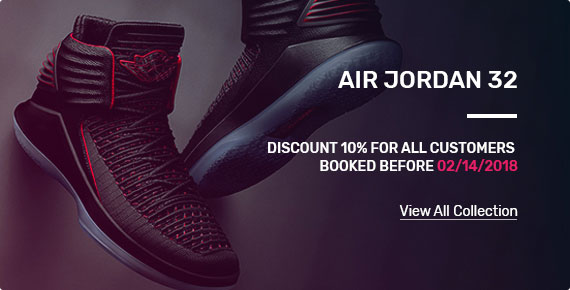 AIR JORDAN 32
DISCOUNT 10% FOR ALL CUSTOMERS
BOOKED BEFORE 02/14/2018
View All Collection